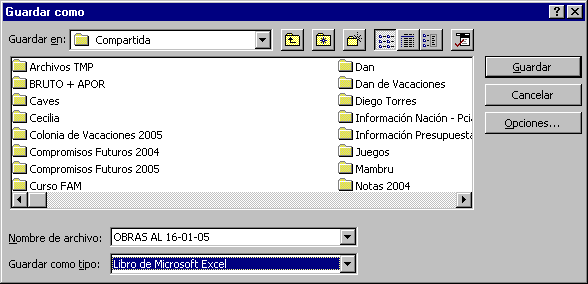 Guardar como
Guardar en:
Compartida
Archivos TMP
BRUTO + APOR
Caves
Cecilia
Colonia de Vacaciones 2005
Compromisos Futuros 2004
Compromisos Futuros 2005
Curso FAM
Dan
Dan de Vacaciones
Diego Torres
Información Nación - Pcia
Información Presupuesta
Juegos
Mambru
Notas 2004
Guardar
Cancelar
Opciones...
Nombre de archivo:
OBRAS AL 16-01-05
Guardar como tipo:
Libro de Microsoft Excel